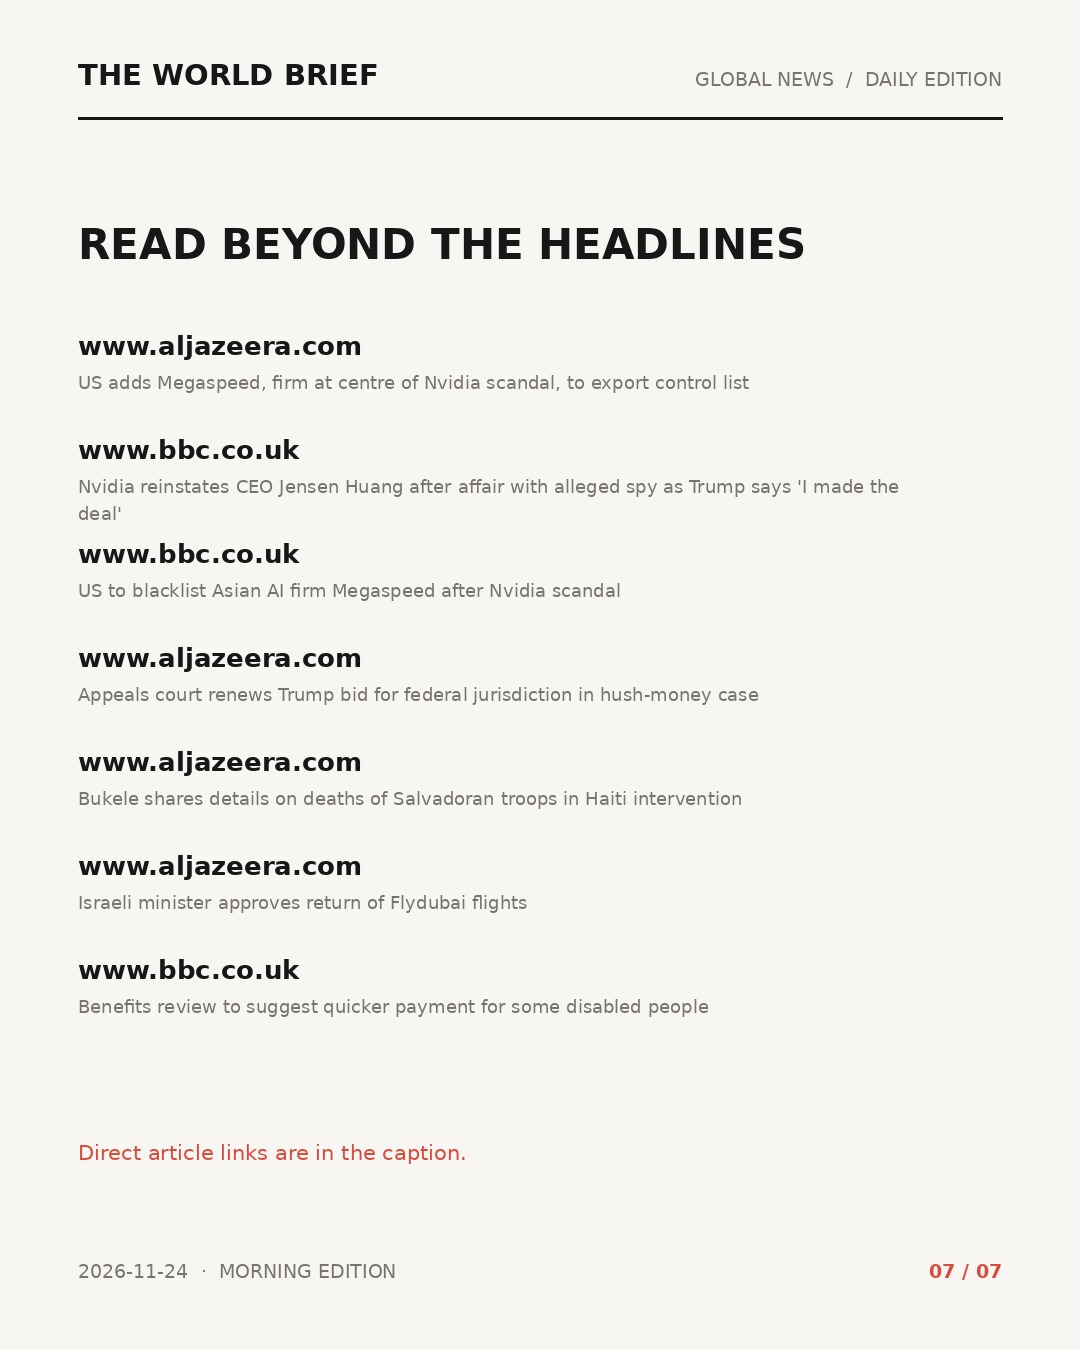 THE WORLD BRIEF
GLOBAL NEWS / DAILY EDITION
READ BEYOND THE HEADLINES
www.aljazeera.com
US adds Megaspeed, firm at centre of Nvidia scandal, to export control list
www.bbc.co.uk
Nvidia reinstates CEO Jensen Huang after affair with alleged spy as Trump says 'I made the
deal'
www.bbc.co.uk
US to blacklist Asian AI firm Megaspeed after Nvidia scandal
www.aljazeera.com
Appeals court renews Trump bid for federal jurisdiction in hush-money case
www.aljazeera.com
Bukele shares details on deaths of Salvadoran troops in Haiti intervention
www.aljazeera.com
Israeli minister approves return of Flydubai flights
www.bbc.co.uk
Benefits review to suggest quicker payment for some disabled people
Direct article links are in the caption.
2026-11-24 · MORNING EDITION
07 / 07